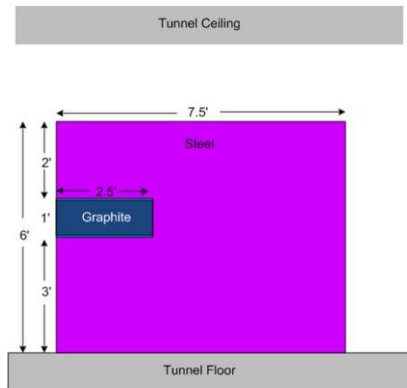 Tunnel Ceiling
7.5'
Steel
2'
2.5'
Graphite
1'
6'
3'
Tunnel Floor